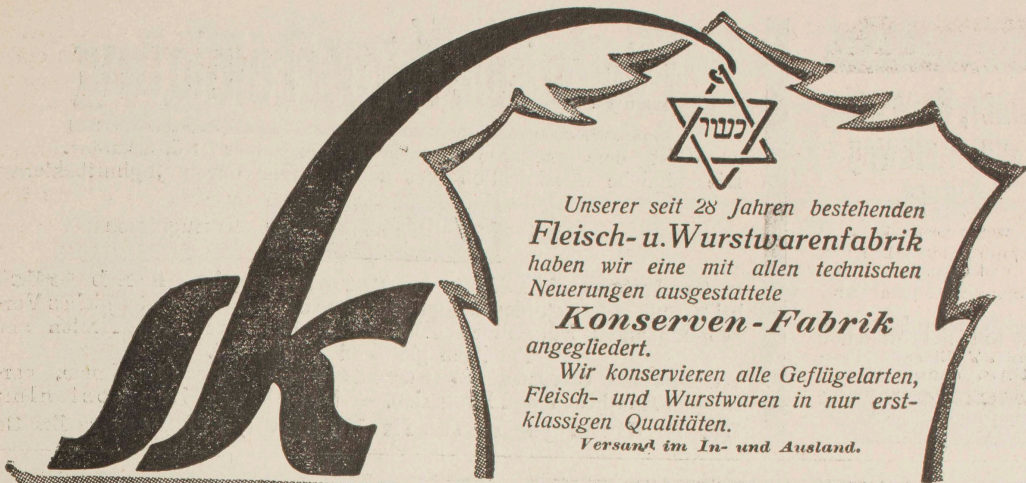 כשר
Unserer seit 28 Jahren bestehenden
Fleisch- u. Wurstwarenfabrik
haben wir eine mit allen technischen
Neuerungen ausgestattete
Konserven-Fabrik
angegliedert.
Wir konservieren alle Geflügelarten,
Fleisch- und Wurstwaren in nur erst-
klassigen Qualitäten.
Versand im In- und Ausland.